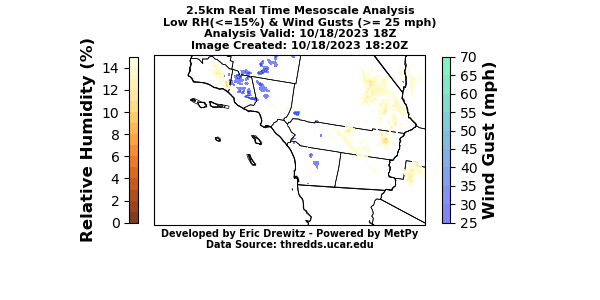 2.5km Real Time Mesoscale Analysis
Low RH(<=15%) & Wind Gusts (>= 25 mph)
Analysis Valid: 10/18/2023 18Z
Image Created: 10/18/2023 18:20Z
Relative Humidity (%)
14
12
10
8
6
4
2
0
70
65
60
55
50
45
40
35
30
25
Wind Gust (mph)
Developed by Eric Drewitz - Powered by MetPy
Data Source: thredds.ucar.edu